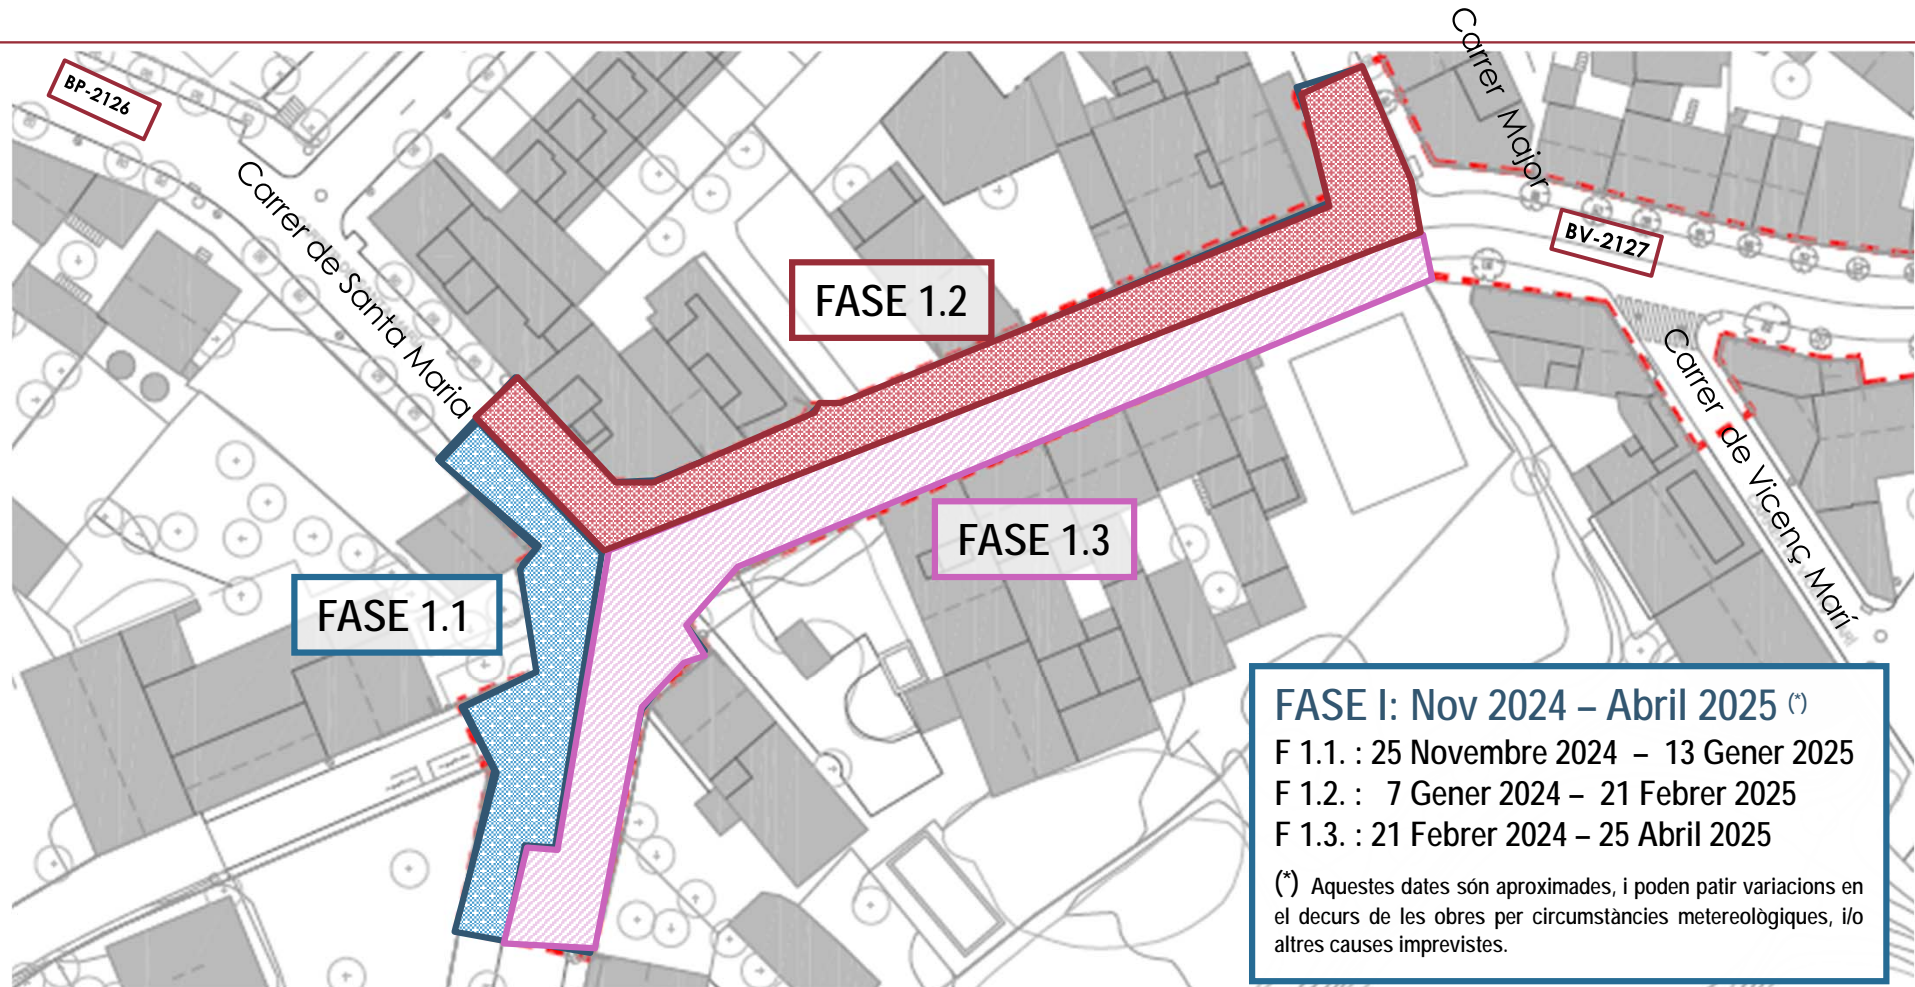 BP-2126
Carrer de Santa Maria
Carrer Major
BV-2127
Carrer de Vicenç Marí
FASE 1.2
FASE 1.3
FASE 1.1
FASE I: Nov 2024 – Abril 2025 (*)
F 1.1. : 25 Novembre 2024 – 13 Gener 2025
F 1.2. : 7 Gener 2024 – 21 Febrer 2025
F 1.3. : 21 Febrer 2024 – 25 Abril 2025
(*) Aquestes dates són aproximades, i poden patir variacions en
el decurs de les obres per circumstàncies metereològiques, i/o
altres causes imprevistes.